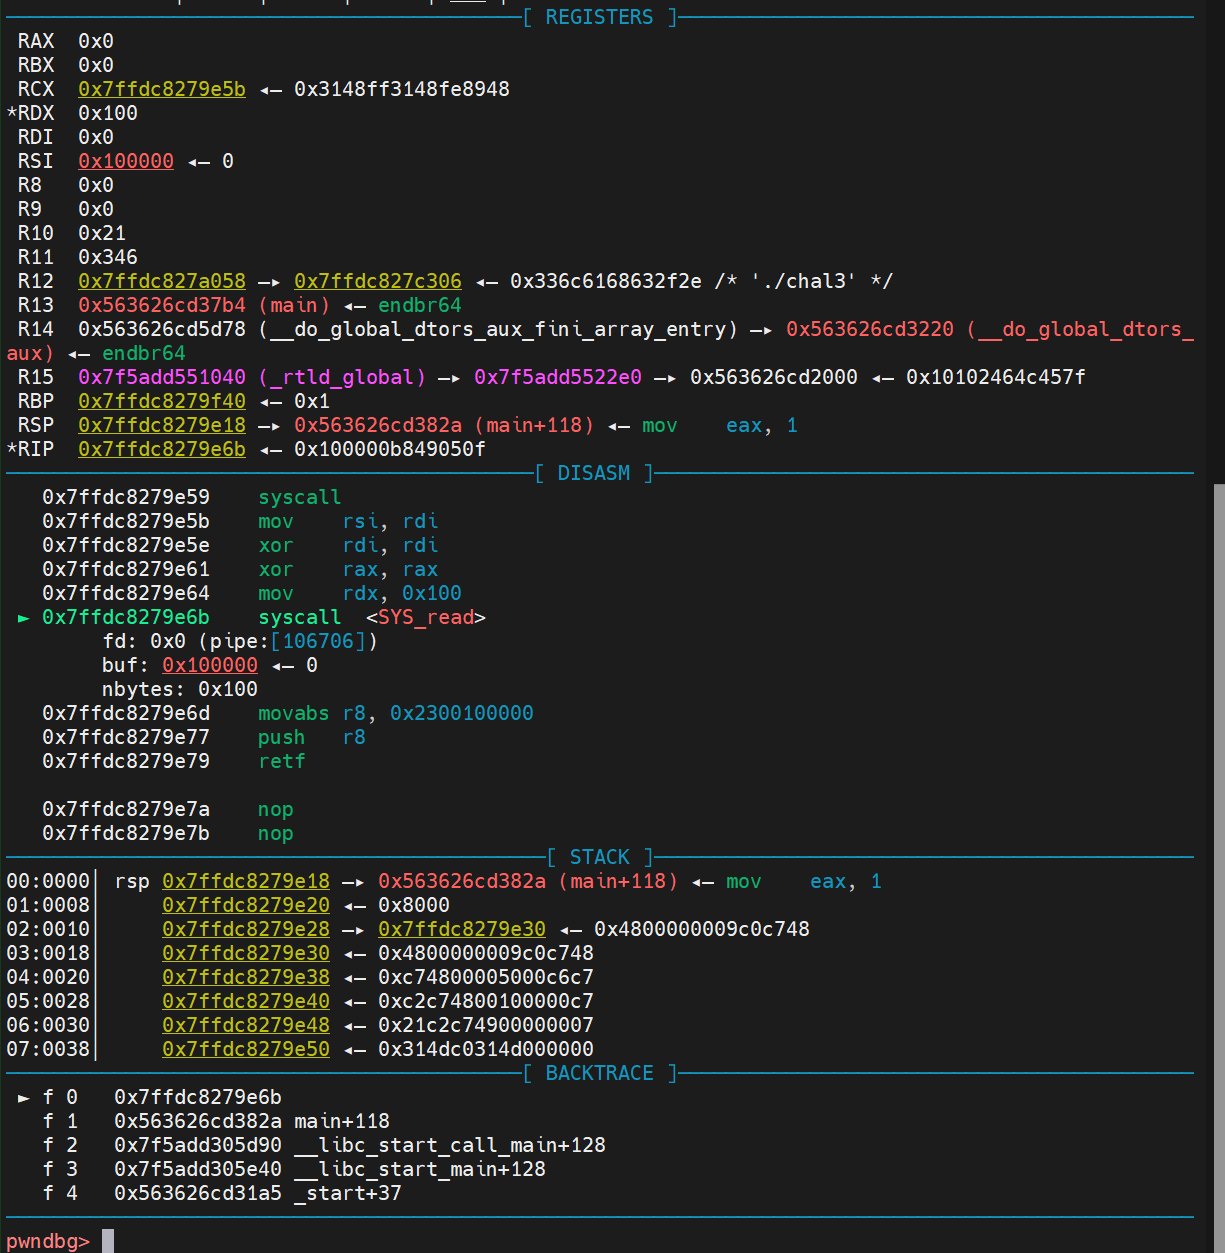 [ REGISTERS ]
RAX  0x0
RBX  0x0
RCX  0x7ffdc8279e5b ◂— 0x3148ff3148fe8948
*RDX  0x100
RDI  0x0
RSI  0x100000 ◂— 0
R8   0x0
R9   0x0
R10  0x21
R11  0x346
R12  0x7ffdc827a058 —▸ 0x7ffdc827c306 ◂— 0x336c6168632f2e /* './chal3' */
R13  0x563626cd37b4 (main) ◂— endbr64
R14  0x563626cd5d78 (__do_global_dtors_aux_fini_array_entry) —▸ 0x563626cd3220 (__do_global_dtors_
aux) ◂— endbr64
R15  0x7f5add551040 (_rtld_global) —▸ 0x7f5add5522e0 —▸ 0x563626cd2000 ◂— 0x10102464c457f
RBP  0x7ffdc8279f40 ◂— 0x1
RSP  0x7ffdc8279e18 —▸ 0x563626cd382a (main+118) ◂— mov    eax, 1
*RIP  0x7ffdc8279e6b ◂— 0x100000b849050f
[ DISASM ]
0x7ffdc8279e59    syscall
0x7ffdc8279e5b    mov    rsi, rdi
0x7ffdc8279e5e    xor    rdi, rdi
0x7ffdc8279e61    xor    rax, rax
0x7ffdc8279e64    mov    rdx, 0x100
► 0x7ffdc8279e6b    syscall  <SYS_read>
fd: 0x0 (pipe:[106706])
buf: 0x100000 ◂— 0
nbytes: 0x100
0x7ffdc8279e6d    movabs r8, 0x2300100000
0x7ffdc8279e77    push   r8
0x7ffdc8279e79    retf
0x7ffdc8279e7a    nop
0x7ffdc8279e7b    nop
[ STACK ]
00:0000│ rsp 0x7ffdc8279e18 —▸ 0x563626cd382a (main+118) ◂— mov    eax, 1
01:0008│     0x7ffdc8279e20 ◂— 0x8000
02:0010│     0x7ffdc8279e28 —▸ 0x7ffdc8279e30 ◂— 0x4800000009c0c748
03:0018│     0x7ffdc8279e30 ◂— 0x4800000009c0c748
04:0020│     0x7ffdc8279e38 ◂— 0xc74800005000c6c7
05:0028│     0x7ffdc8279e40 ◂— 0xc2c74800100000c7
06:0030│     0x7ffdc8279e48 ◂— 0x21c2c74900000007
07:0038│     0x7ffdc8279e50 ◂— 0x314dc0314d000000
[ BACKTRACE ]
► f 0   0x7ffdc8279e6b
f 1   0x563626cd382a main+118
f 2   0x7f5add305d90 __libc_start_call_main+128
f 3   0x7f5add305e40 __libc_start_main+128
f 4   0x563626cd31a5 _start+37
pwndbg>